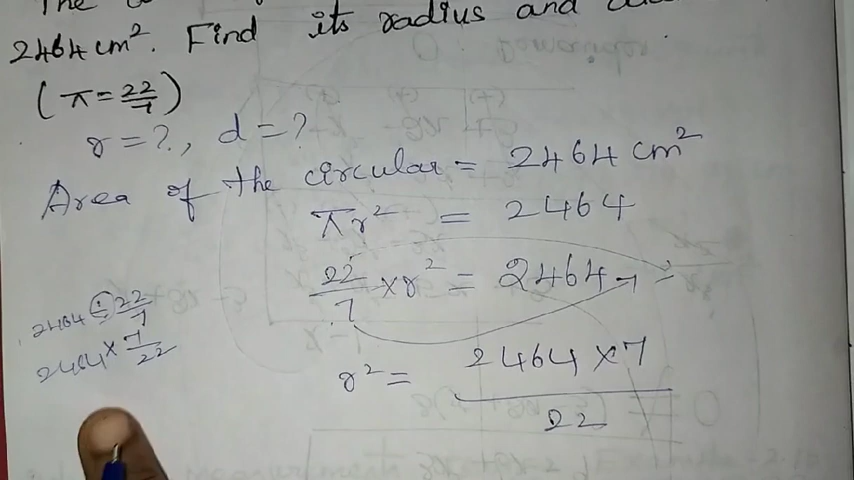 The
2464 cm². Find its radius and
(π = 22/7)
r = ?, d = ?
Area of the circular = 2464 cm²
πr² = 2464
22/7 × r² = 2464
2464 ÷ 22/7
2464 × 7/22
r² = 2464 × 7 / 22